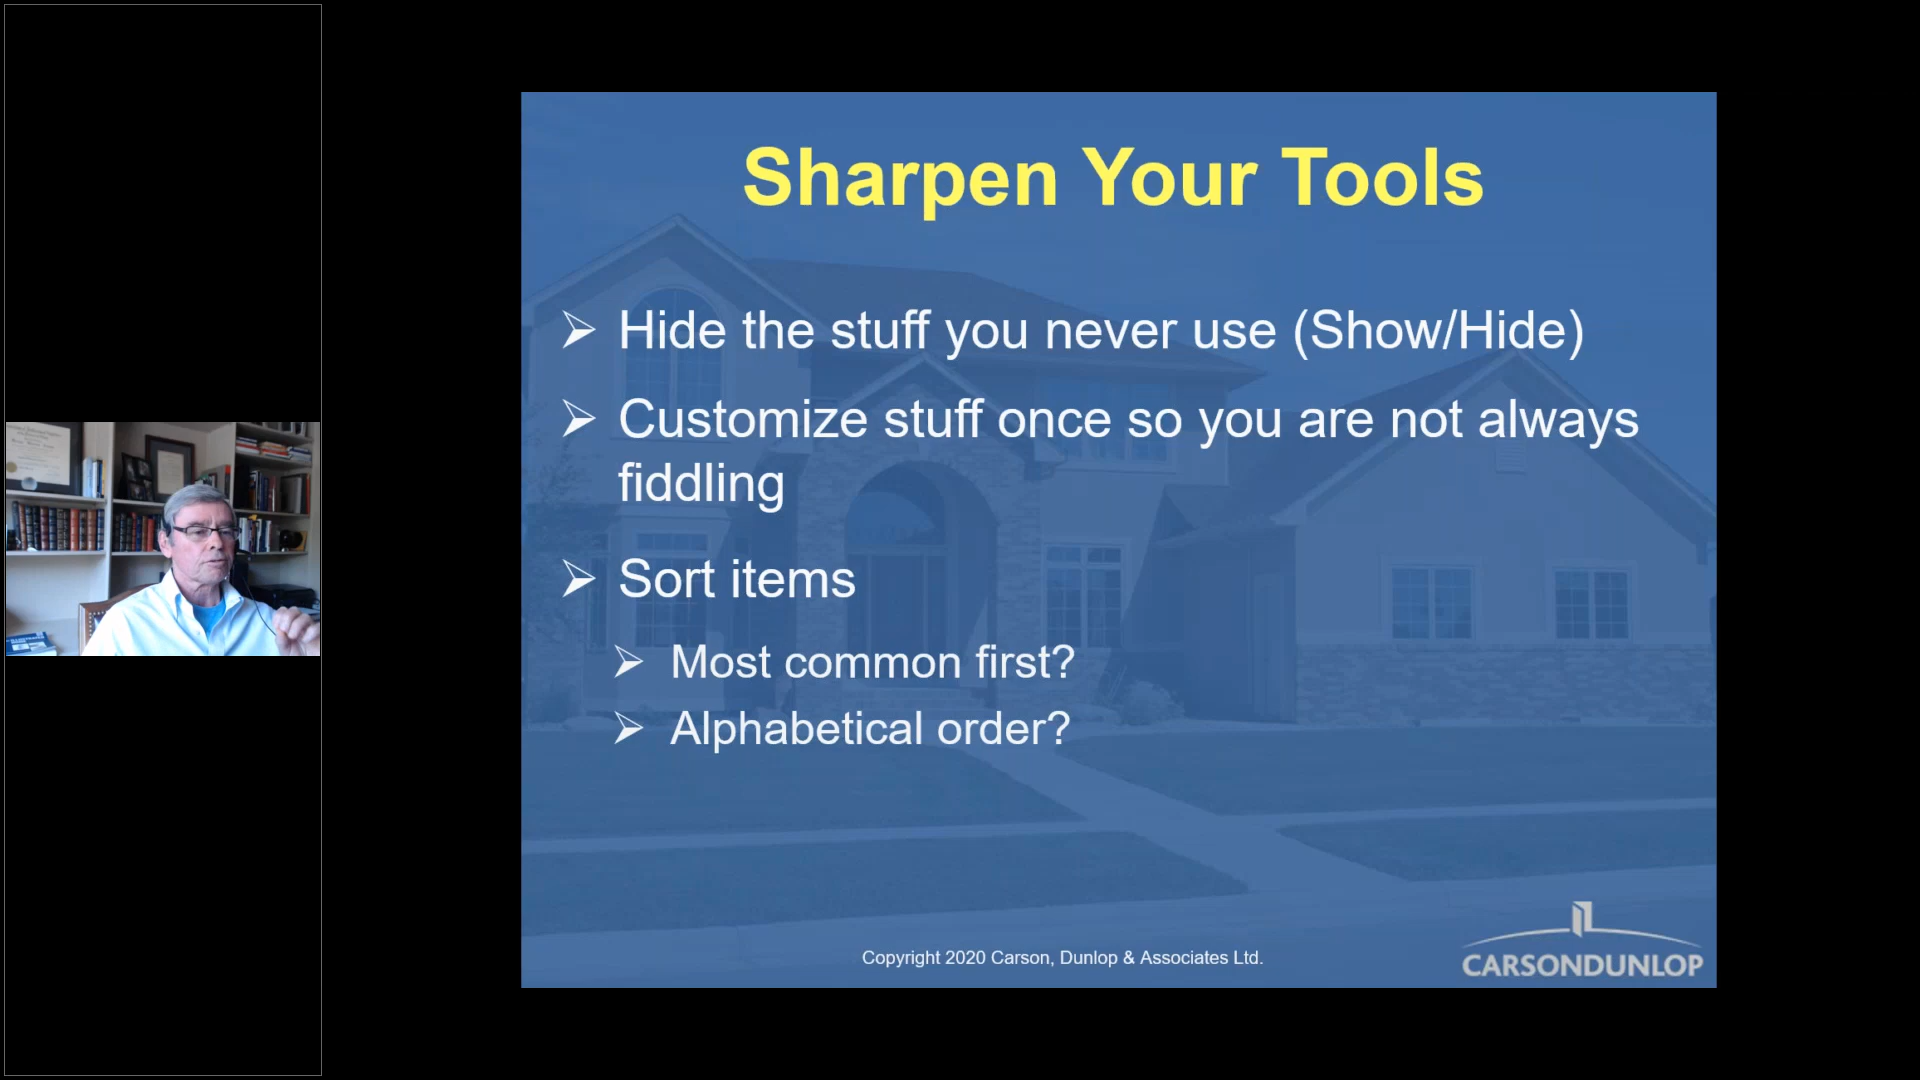 Sharpen Your Tools
Hide the stuff you never use (Show/Hide)
Customize stuff once so you are not always
fiddling
Sort items
Most common first?
Alphabetical order?
Copyright 2020 Carson, Dunlop & Associates Ltd.
CARSONDUNLOP